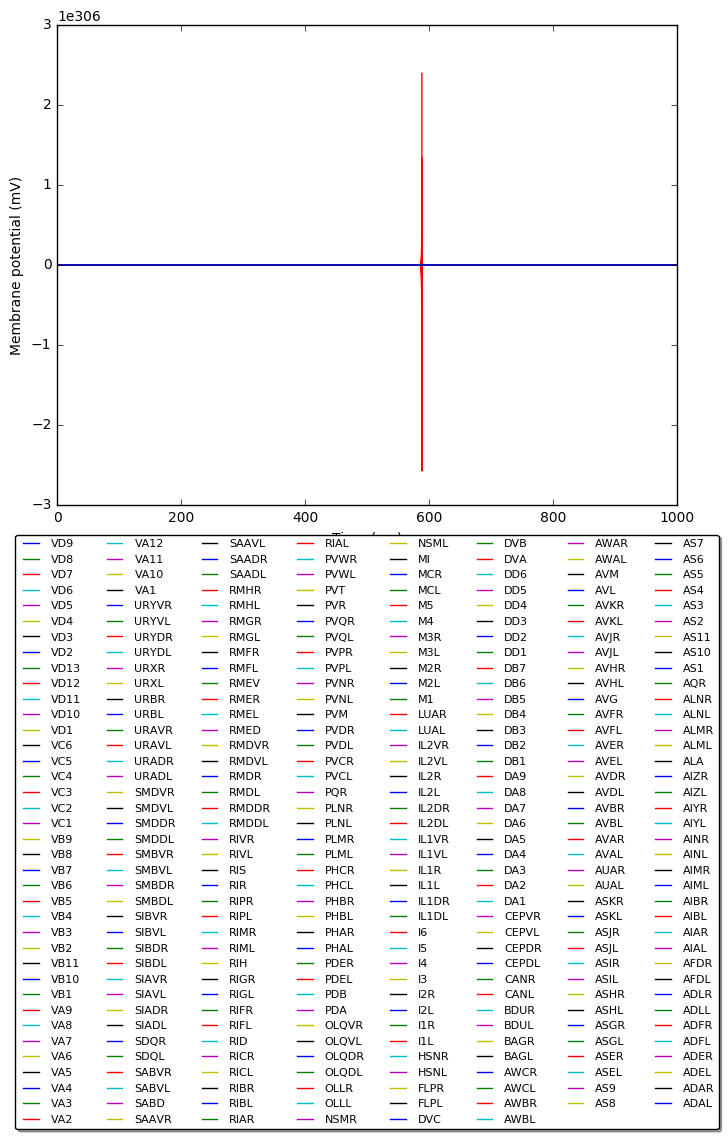 1e306
3
2
1
0
−1
−2
−3
Membrane potential (mV)
0 200 400 600 800 1000
VD9
VD8
VD7
VD6
VD5
VD4
VD3
VD2
VD13
VD12
VD11
VD10
VD1
VC6
VC5
VC4
VC3
VC2
VC1
VB9
VB8
VB7
VB6
VB5
VB4
VB3
VB2
VB11
VB10
VB1
VA9
VA8
VA7
VA6
VA5
VA4
VA3
VA2
VA12
VA11
VA10
VA1
URYVR
URYVL
URYDR
URYDL
URXR
URXL
URBR
URBL
URAVR
URAVL
URADR
URADL
SMDVR
SMDVL
SMDDR
SMDDL
SMBVR
SMBVL
SMBDR
SMBDL
SIBVR
SIBVL
SIBDR
SIBDL
SIAVR
SIAVL
SIADR
SIADL
SDQR
SDQL
SABVR
SABVL
SABD
SAAVR
SAAVL
SAADR
SAADL
RMHR
RMHL
RMGR
RMGL
RMFR
RMFL
RMEV
RMER
RMEL
RMED
RMDVR
RMDVL
RMDR
RMDL
RMDDR
RMDDL
RIVR
RIVL
RIS
RIR
RIPR
RIPL
RIMR
RIML
RIH
RIGR
RIGL
RIFR
RIFL
RID
RICR
RICL
RIBR
RIBL
RIAR
RIAL
PVWR
PVWL
PVT
PVR
PVQR
PVQL
PVPR
PVPL
PVNR
PVNL
PVM
PVDR
PVDL
PVCR
PVCL
PQR
PLNR
PLNL
PLMR
PLML
PHCR
PHCL
PHBR
PHBL
PHAR
PHAL
PDER
PDEL
PDB
PDA
OLQVR
OLQVL
OLQDR
OLQDL
OLLR
OLLL
NSMR
NSML
MI
MCR
MCL
M5
M4
M3R
M3L
M2R
M2L
M1
LUAR
LUAL
IL2VR
IL2VL
IL2R
IL2L
IL2DR
IL2DL
IL1VR
IL1VL
IL1R
IL1L
IL1DR
IL1DL
I6
I5
I4
I3
I2R
I2L
I1R
I1L
HSNR
HSNL
FLPR
FLPL
DVC
DVB
DVA
DD6
DD5
DD4
DD3
DD2
DD1
DB7
DB6
DB5
DB4
DB3
DB2
DB1
DA9
DA8
DA7
DA6
DA5
DA4
DA3
DA2
DA1
CEPVR
CEPVL
CEPDR
CEPDL
CANR
CANL
BDUR
BDUL
BAGR
BAGL
AWCR
AWCL
AWBR
AWBL
AWAR
AWAL
AVM
AVL
AVKR
AVKL
AVJR
AVJL
AVHR
AVHL
AVG
AVFR
AVFL
AVER
AVEL
AVDR
AVDL
AVBR
AVBL
AVAR
AVAL
AUAR
AUAL
ASKR
ASKL
ASJR
ASJL
ASIR
ASIL
ASHR
ASHL
ASGR
ASGL
ASER
ASEL
AS9
AS8
AS7
AS6
AS5
AS4
AS3
AS2
AS11
AS10
AS1
AQR
ALNR
ALNL
ALMR
ALML
ALA
AIZR
AIZL
AIYR
AIYL
AINR
AINL
AIMR
AIML
AIBR
AIBL
AIAR
AIAL
AFDR
AFDL
ADLR
ADLL
ADFR
ADFL
ADER
ADEL
ADAR
ADAL